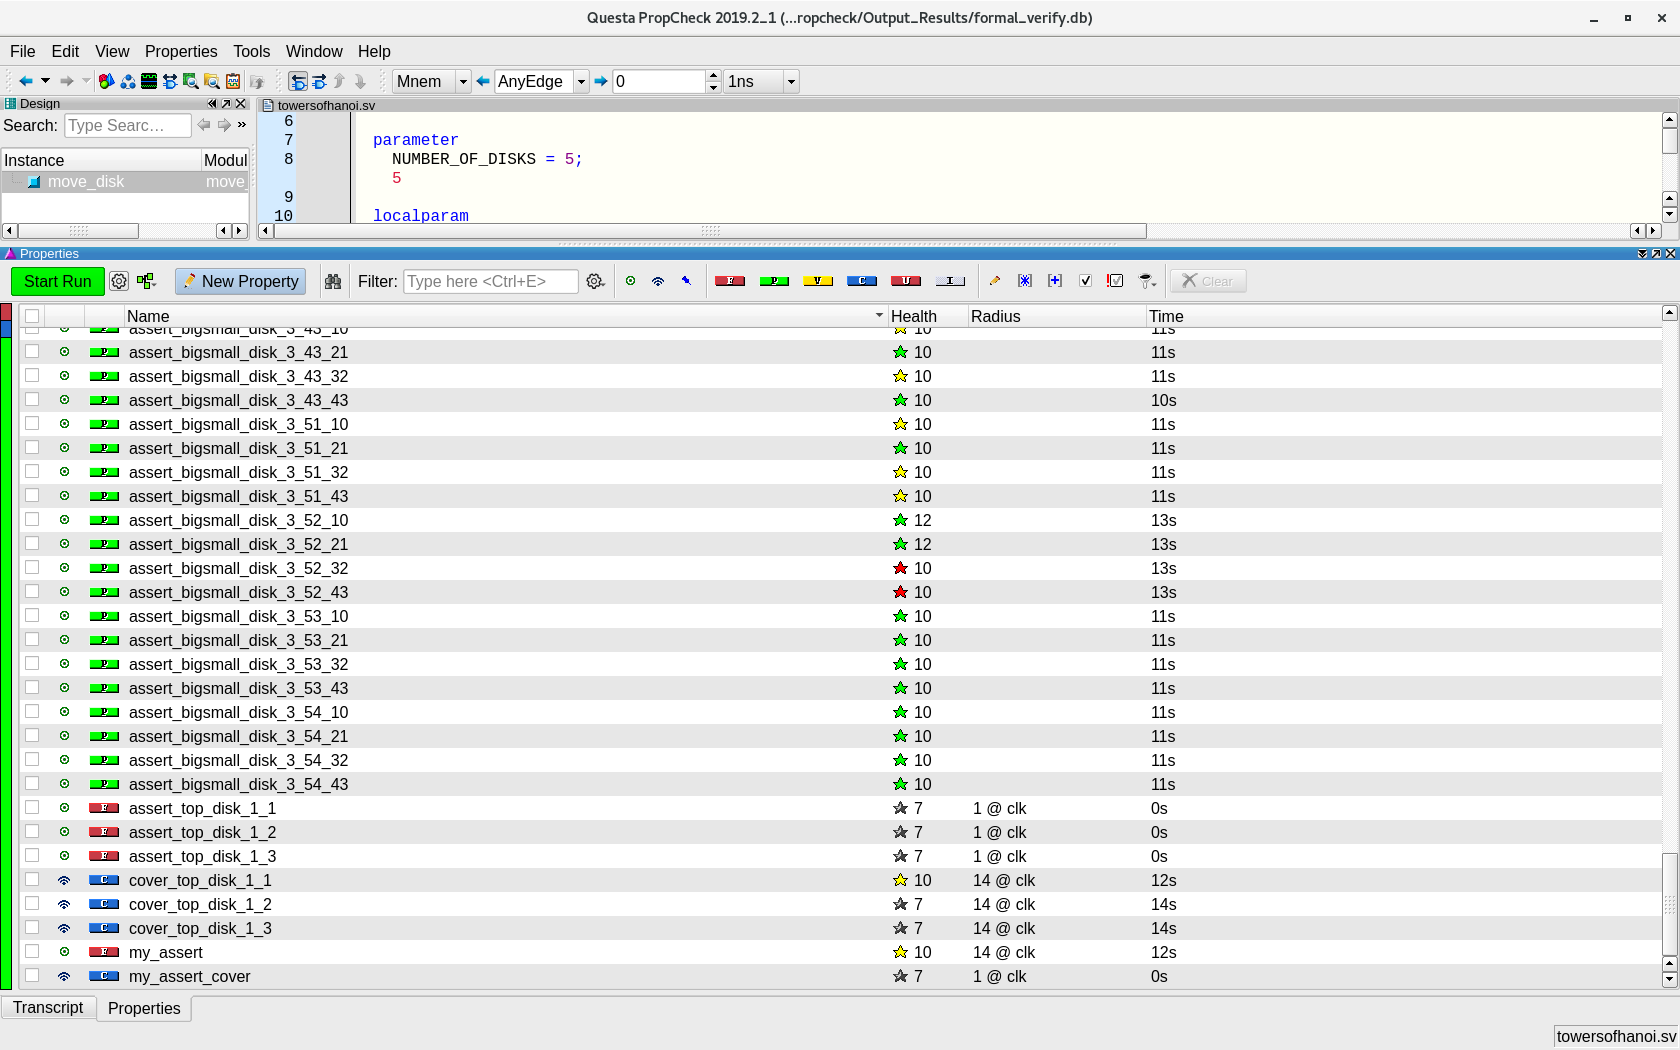 Questa PropCheck 2019.2_1 (...ropcheck/Output_Results/formal_verify.db)
File Edit View Properties Tools Window Help
Mnem AnyEdge 0 1ns
Design
Search: Type Searc... »
Instance Modul
move_disk move_
towersofhanoi.sv
6
7 parameter
8 NUMBER_OF_DISKS = 5;
5
9
10 localparam
Properties
Start Run New Property Filter: Type here <Ctrl+E> F P V C U I Clear
Name Health Radius Time
assert_bigsmall_disk_3_43_10 10 11s
P assert_bigsmall_disk_3_43_21 10 11s
P assert_bigsmall_disk_3_43_32 10 11s
P assert_bigsmall_disk_3_43_43 10 10s
P assert_bigsmall_disk_3_51_10 10 11s
P assert_bigsmall_disk_3_51_21 10 11s
P assert_bigsmall_disk_3_51_32 10 11s
P assert_bigsmall_disk_3_51_43 10 11s
P assert_bigsmall_disk_3_52_10 12 13s
P assert_bigsmall_disk_3_52_21 12 13s
P assert_bigsmall_disk_3_52_32 10 13s
P assert_bigsmall_disk_3_52_43 10 13s
P assert_bigsmall_disk_3_53_10 10 11s
P assert_bigsmall_disk_3_53_21 10 11s
P assert_bigsmall_disk_3_53_32 10 11s
P assert_bigsmall_disk_3_53_43 10 11s
P assert_bigsmall_disk_3_54_10 10 11s
P assert_bigsmall_disk_3_54_21 10 11s
P assert_bigsmall_disk_3_54_32 10 11s
P assert_bigsmall_disk_3_54_43 10 11s
F assert_top_disk_1_1 7 1 @ clk 0s
F assert_top_disk_1_2 7 1 @ clk 0s
F assert_top_disk_1_3 7 1 @ clk 0s
C cover_top_disk_1_1 10 14 @ clk 12s
C cover_top_disk_1_2 7 14 @ clk 14s
C cover_top_disk_1_3 7 14 @ clk 14s
F my_assert 10 14 @ clk 12s
C my_assert_cover 7 1 @ clk 0s
Transcript Properties
towersofhanoi.sv